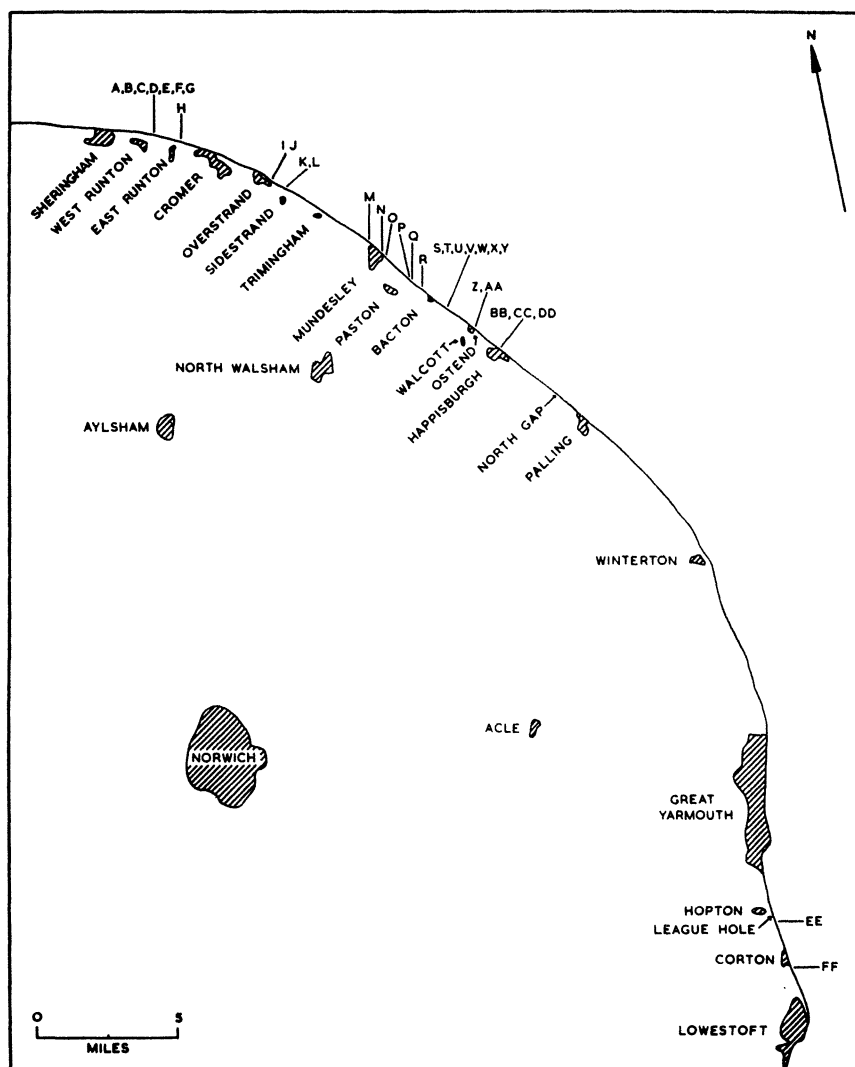 N
A,B,C,D,E,F,G
H
I J
K,L
M
N
O
P
Q
R
S,T,U,V,W,X,Y
Z,AA
BB,CC,DD
SHERINGHAM
WEST RUNTON
EAST RUNTON
CROMER
OVERSTRAND
SIDESTRAND
TRIMINGHAM
MUNDESLEY
PASTON
BACTON
WALCOTT
OSTEND
HAPPISBURGH
NORTH GAP
PALLING
NORTH WALSHAM
AYLSHAM
WINTERTON
ACLE
NORWICH
GREAT
YARMOUTH
HOPTON
LEAGUE HOLE
EE
CORTON
FF
LOWESTOFT
O 5
MILES